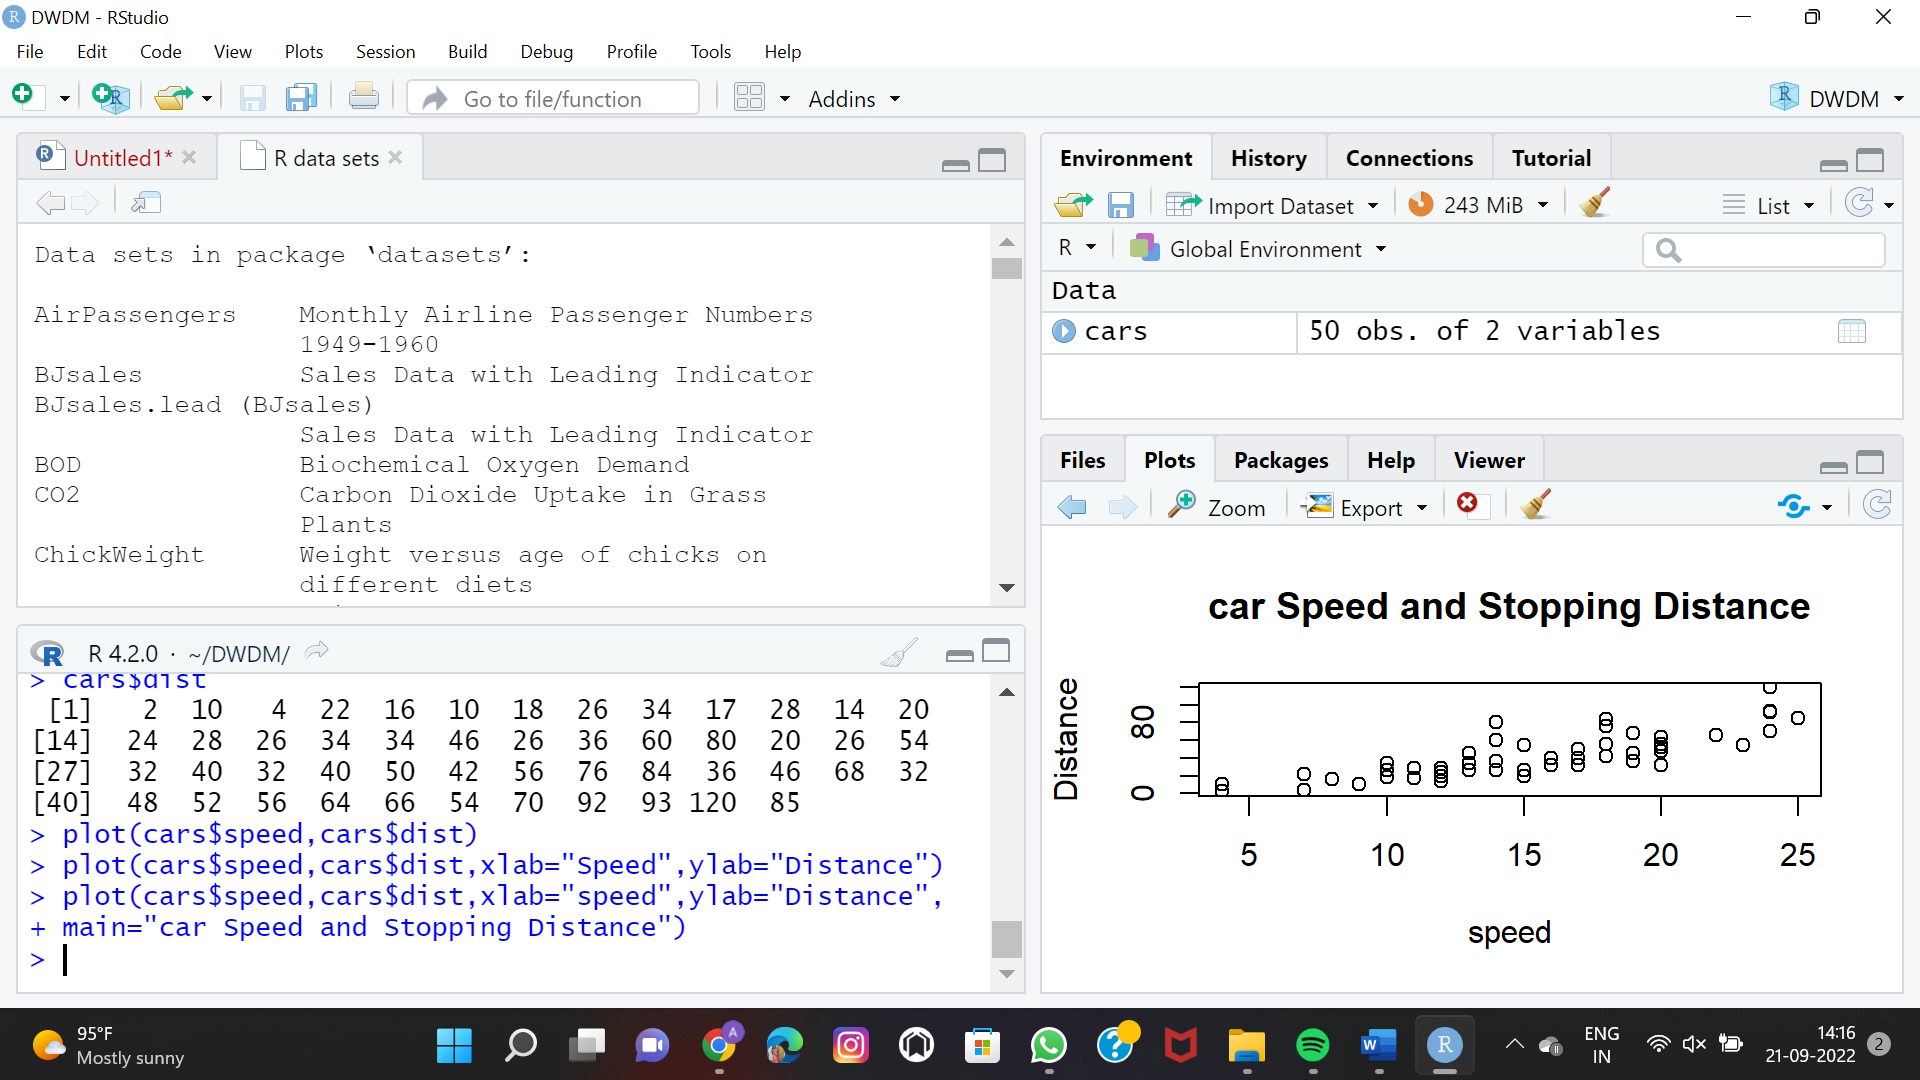 DWDM - RStudio
File Edit Code View Plots Session Build Debug Profile Tools Help
Go to file/function Addins DWDM
Untitled1* R data sets
Data sets in package ‘datasets’:
AirPassengers Monthly Airline Passenger Numbers
1949-1960
BJsales Sales Data with Leading Indicator
BJsales.lead (BJsales)
Sales Data with Leading Indicator
BOD Biochemical Oxygen Demand
CO2 Carbon Dioxide Uptake in Grass
Plants
ChickWeight Weight versus age of chicks on
different diets
R 4.2.0 · ~/DWDM/
> cars$dist
[1] 2 10 4 22 16 10 18 26 34 17 28 14 20
[14] 24 28 26 34 34 46 26 36 60 80 20 26 54
[27] 32 40 32 40 50 42 56 76 84 36 46 68 32
[40] 48 52 56 64 66 54 70 92 93 120 85
> plot(cars$speed,cars$dist)
> plot(cars$speed,cars$dist,xlab="Speed",ylab="Distance")
> plot(cars$speed,cars$dist,xlab="speed",ylab="Distance",
+ main="car Speed and Stopping Distance")
>
Environment History Connections Tutorial
Import Dataset 243 MiB List
R Global Environment
Data
cars 50 obs. of 2 variables
Files Plots Packages Help Viewer
Zoom Export
car Speed and Stopping Distance
Distance
80
0
5 10 15 20 25
speed
95°F
Mostly sunny
A
W
R
ENG
IN
14:16
21-09-2022
2